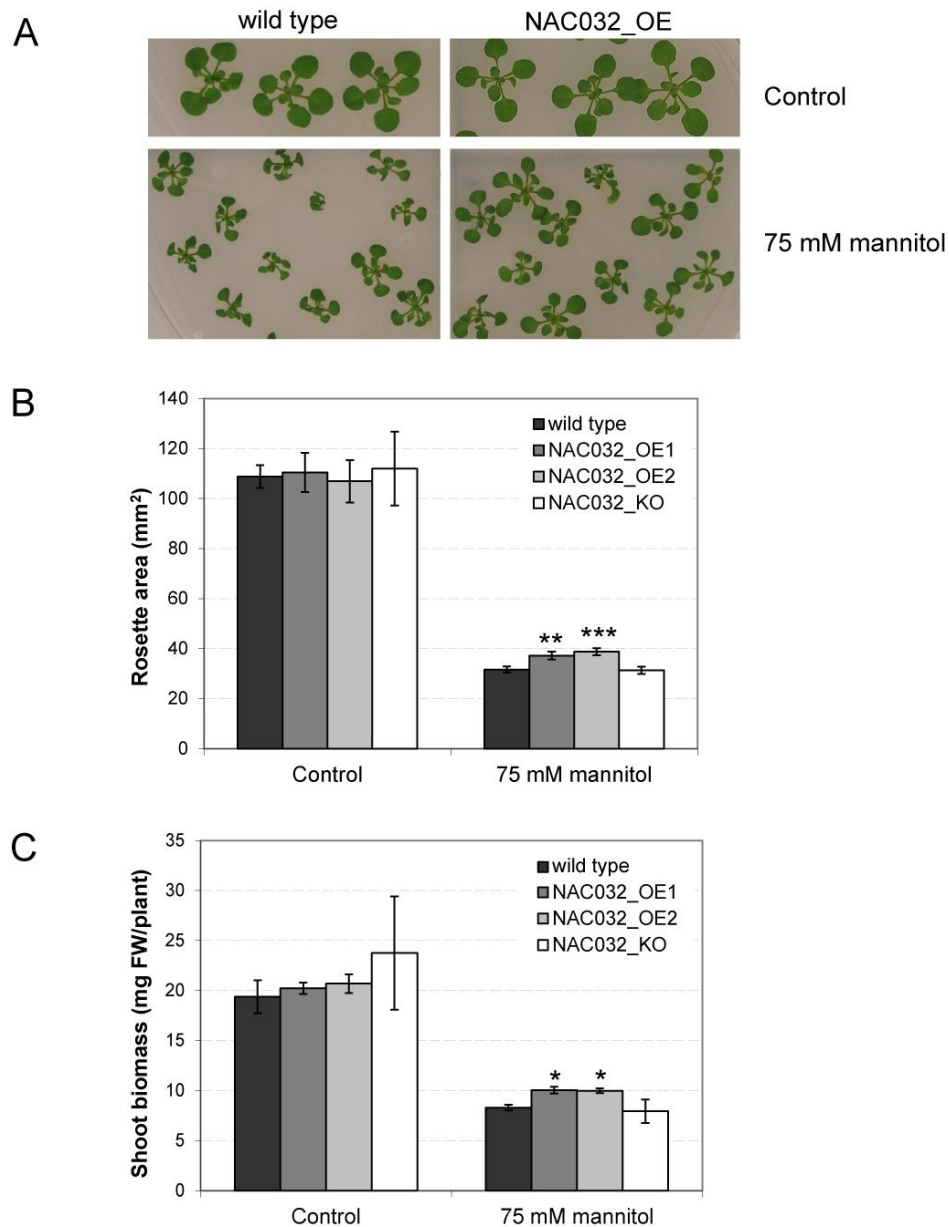 A
wild type
NAC032_OE
Control
75 mM mannitol
B
140
120
100
80
60
40
20
0
Rosette area (mm²)
wild type
NAC032_OE1
NAC032_OE2
NAC032_KO
** ***
Control
75 mM mannitol
C
35
30
25
20
15
10
5
0
Shoot biomass (mg FW/plant)
wild type
NAC032_OE1
NAC032_OE2
NAC032_KO
* *
Control
75 mM mannitol